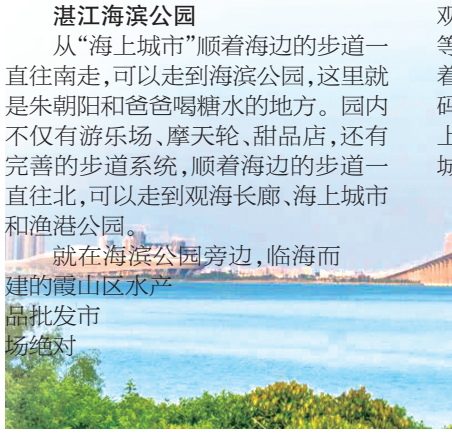 湛江海滨公园
从“海上城市”顺着海边的步道一
直往南走，可以走到海滨公园，这里就
是朱朝阳和爸爸喝糖水的地方。园内
不仅有游乐场、摩天轮、甜品店，还有
完善的步道系统，顺着海边的步道一
直往北，可以走到观海长廊、海上城市
和渔港公园。
就在海滨公园旁边，临海而
建的霞山区水产
品批发市
场绝对
观
等
着
码
上
城